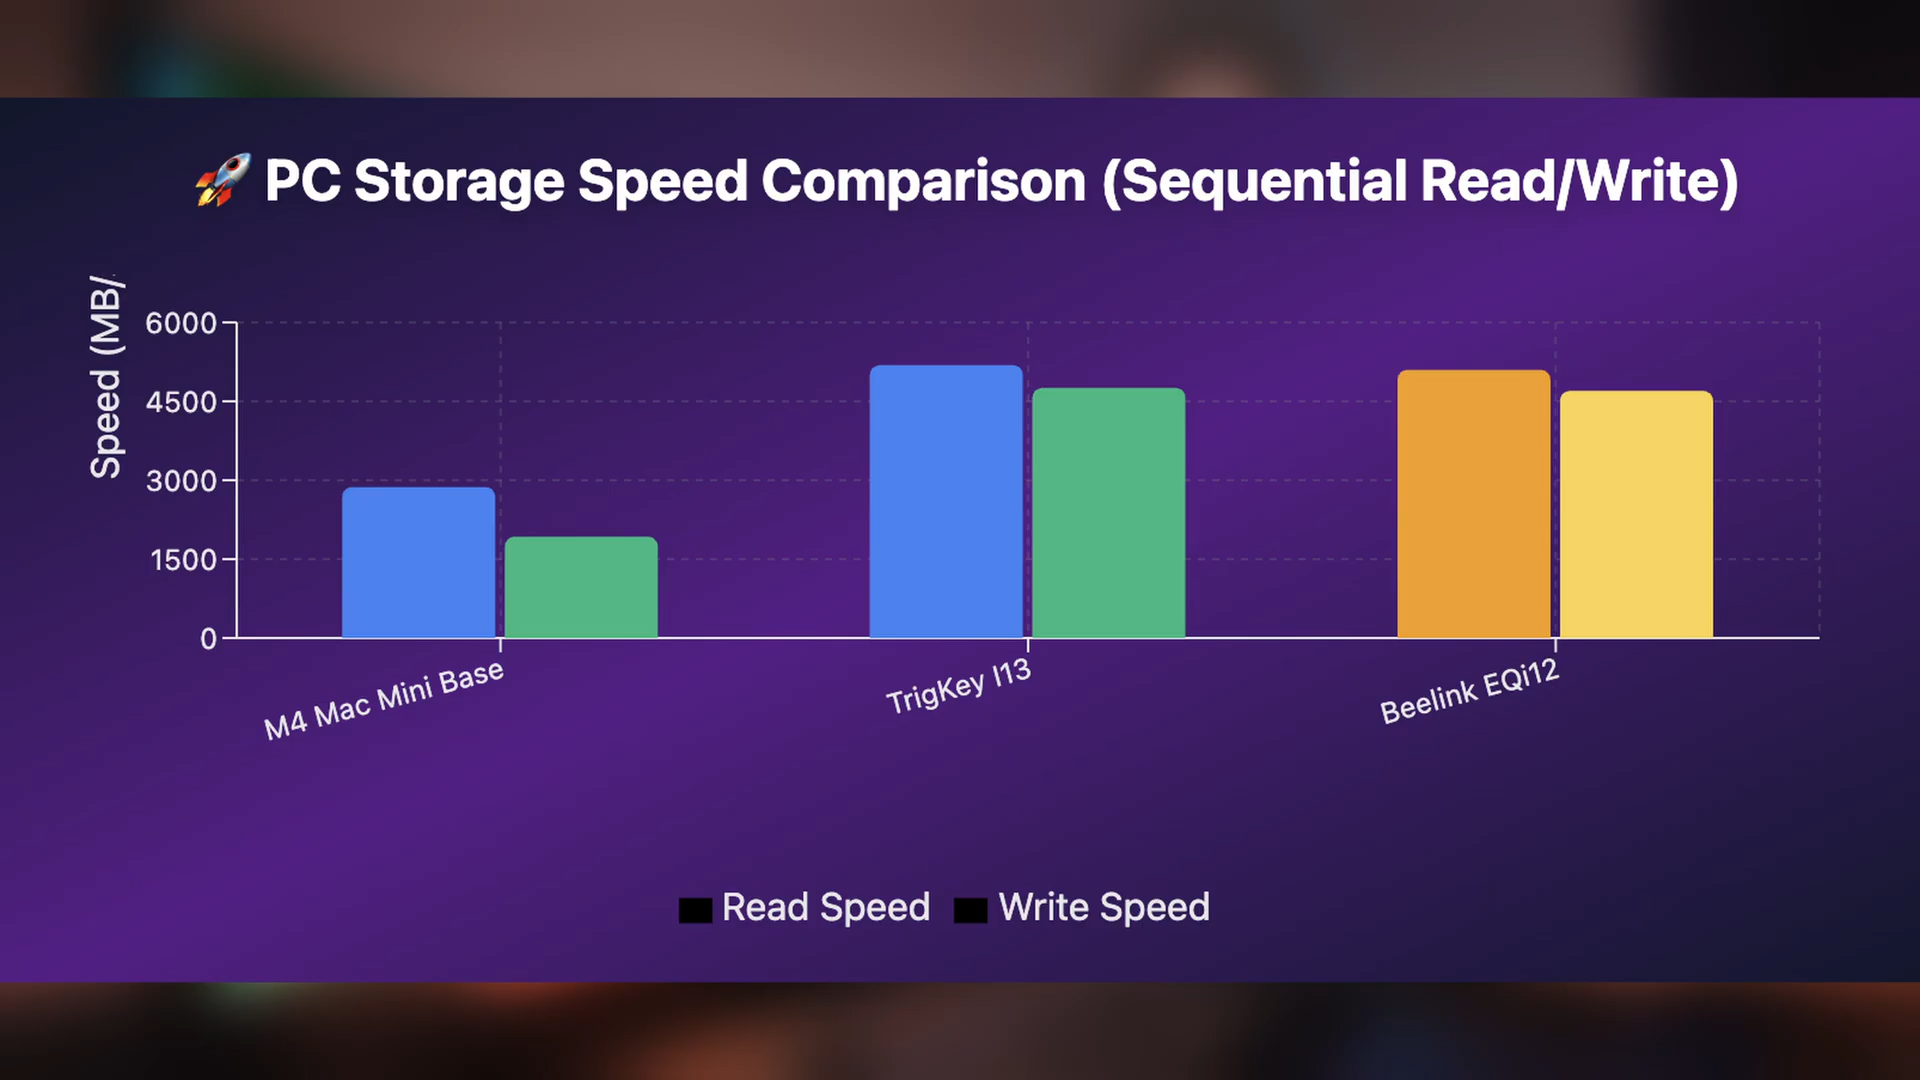 🚀 PC Storage Speed Comparison (Sequential Read/Write)
Speed (MB/
6000
4500
3000
1500
0
M4 Mac Mini Base
TrigKey I13
Beelink EQi12
Read Speed
Write Speed